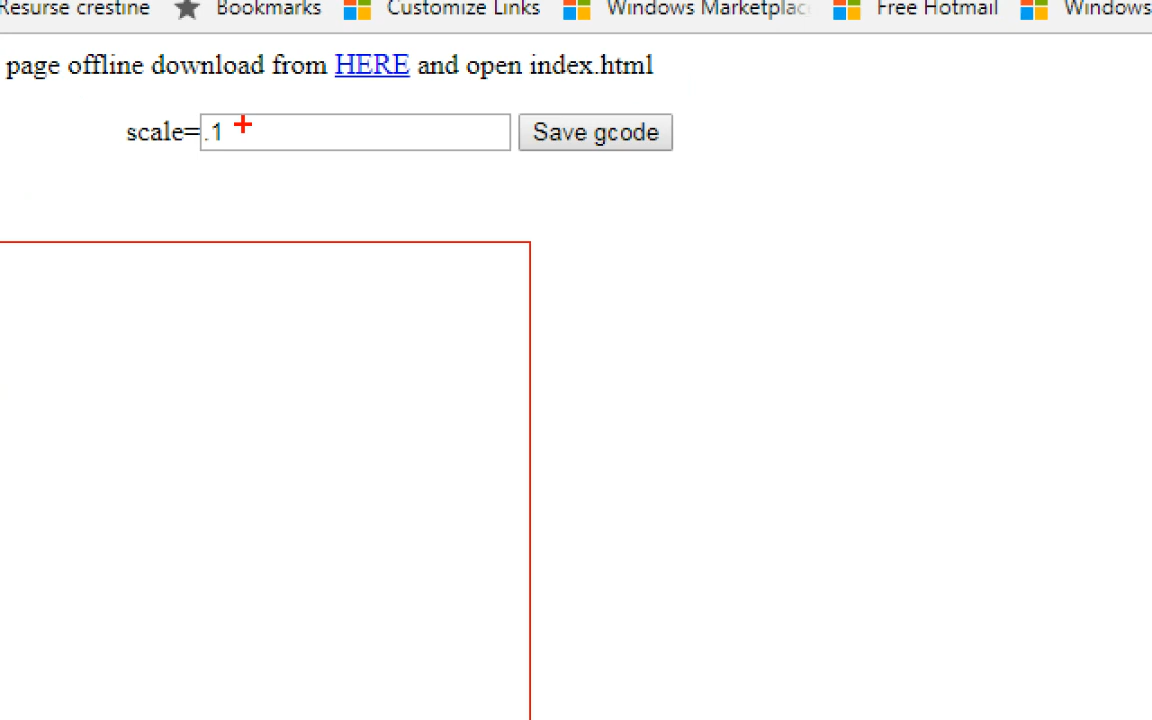 Resurse crestine Bookmarks Customize Links Windows Marketplac Free Hotmail Windows
page offline download from HERE and open index.html
scale=.1 Save gcode